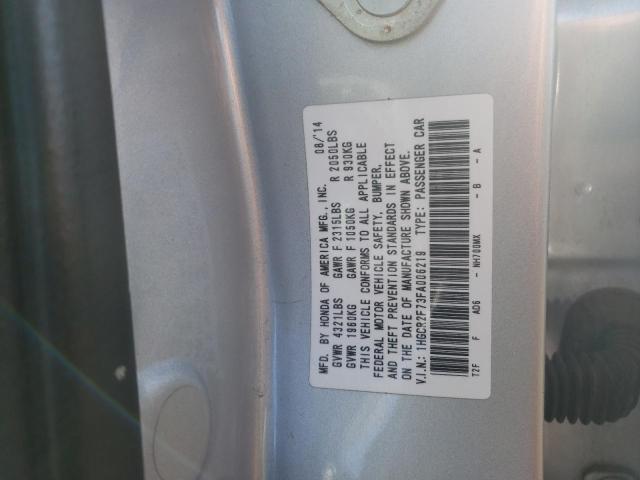 MFD. BY HONDA OF AMERICA MFG., INC. 08/14
GVWR 4321LBS GAWR F 2315LBS R 2050LBS
GVWR 1960KG GAWR F 1050KG R 930KG
THIS VEHICLE CONFORMS TO ALL APPLICABLE
FEDERAL MOTOR VEHICLE SAFETY, BUMPER,
AND THEFT PREVENTION STANDARDS IN EFFECT
ON THE DATE OF MANUFACTURE SHOWN ABOVE.
V.I.N.: 1HGCR2F73FA006219 TYPE: PASSENGER CAR
T2F F AD6 - NH700MX - B - A